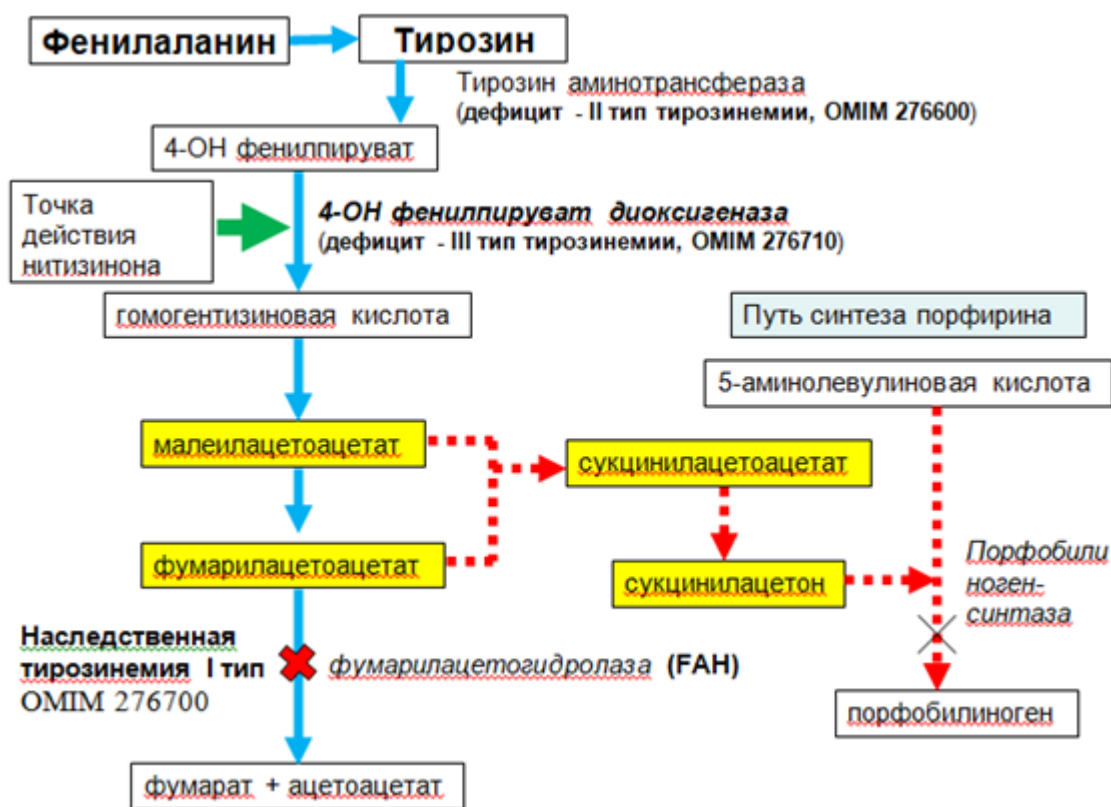 Фенилаланин
Тирозин
Тирозин аминотрансфераза
(дефицит - II тип тирозинемии, OMIM 276600)
4-ОН фенилпируват
Точка
действия
нитизинона
4-ОН фенилпируват диоксигеназа
(дефицит - III тип тирозинемии, OMIM 276710)
гомогентизиновая кислота
Путь синтеза порфирина
5-аминолевулиновая кислота
малеилацетоацетат
сукцинилацетоацетат
фумарилацетоацетат
сукцинилацетон
Порфобили
ноген-
синтаза
Наследственная
тирозинемия I тип
OMIM 276700
фумарилацетогидролаза (FAH)
порфобилиноген
фумарат + ацетоацетат